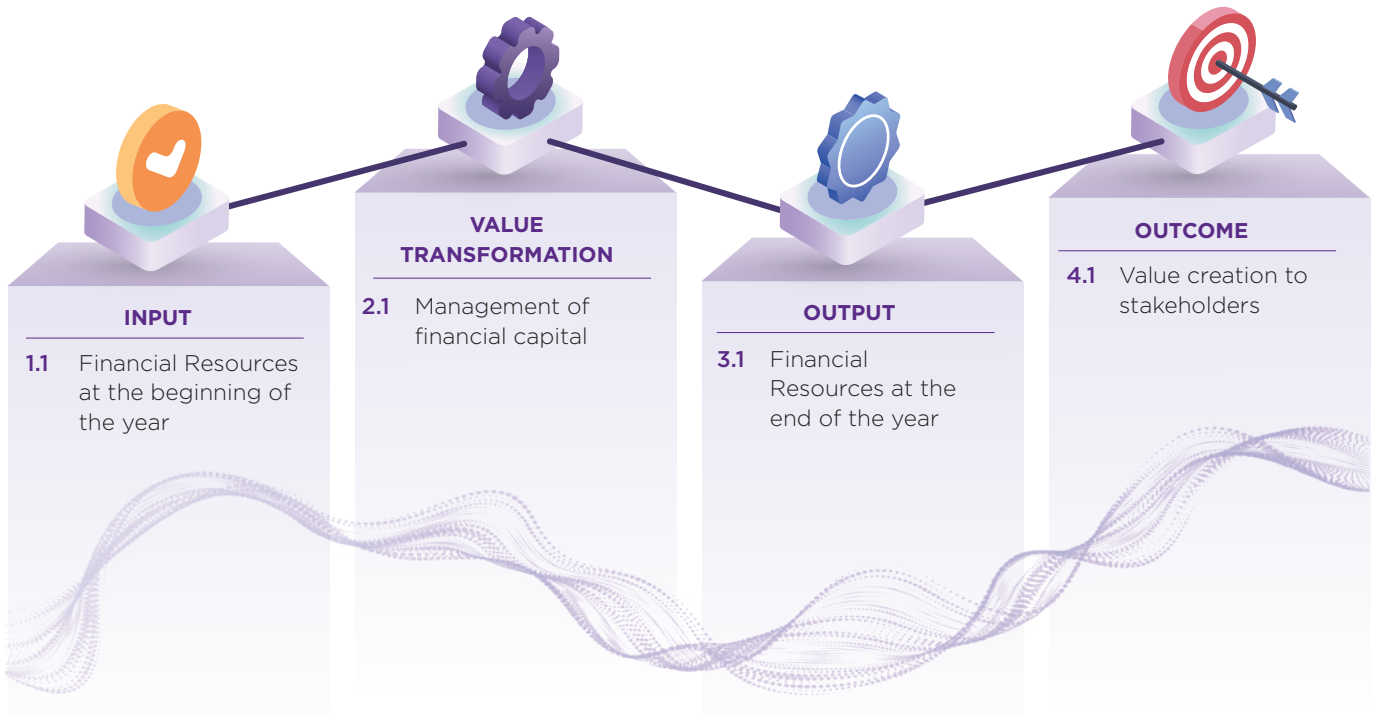 INPUT
1.1 Financial Resources
at the beginning of
the year
VALUE
TRANSFORMATION
2.1 Management of
financial capital
OUTPUT
3.1 Financial
Resources at the
end of the year
OUTCOME
4.1 Value creation to
stakeholders